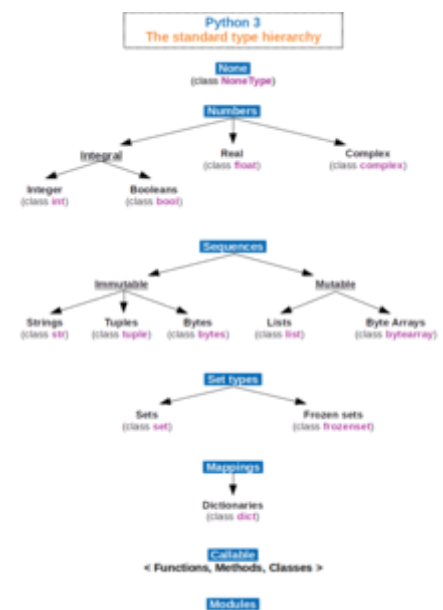 Python 3
The standard type hierarchy
None
(class NoneType)
Numbers
Integral
Real
(class float)
Complex
(class complex)
Integer
(class int)
Booleans
(class bool)
Sequences
Immutable
Mutable
Strings
(class str)
Tuples
(class tuple)
Bytes
(class bytes)
Lists
(class list)
Byte Arrays
(class bytearray)
Set types
Sets
(class set)
Frozen sets
(class frozenset)
Mappings
Dictionaries
(class dict)
Callable
< Functions, Methods, Classes >
Modules